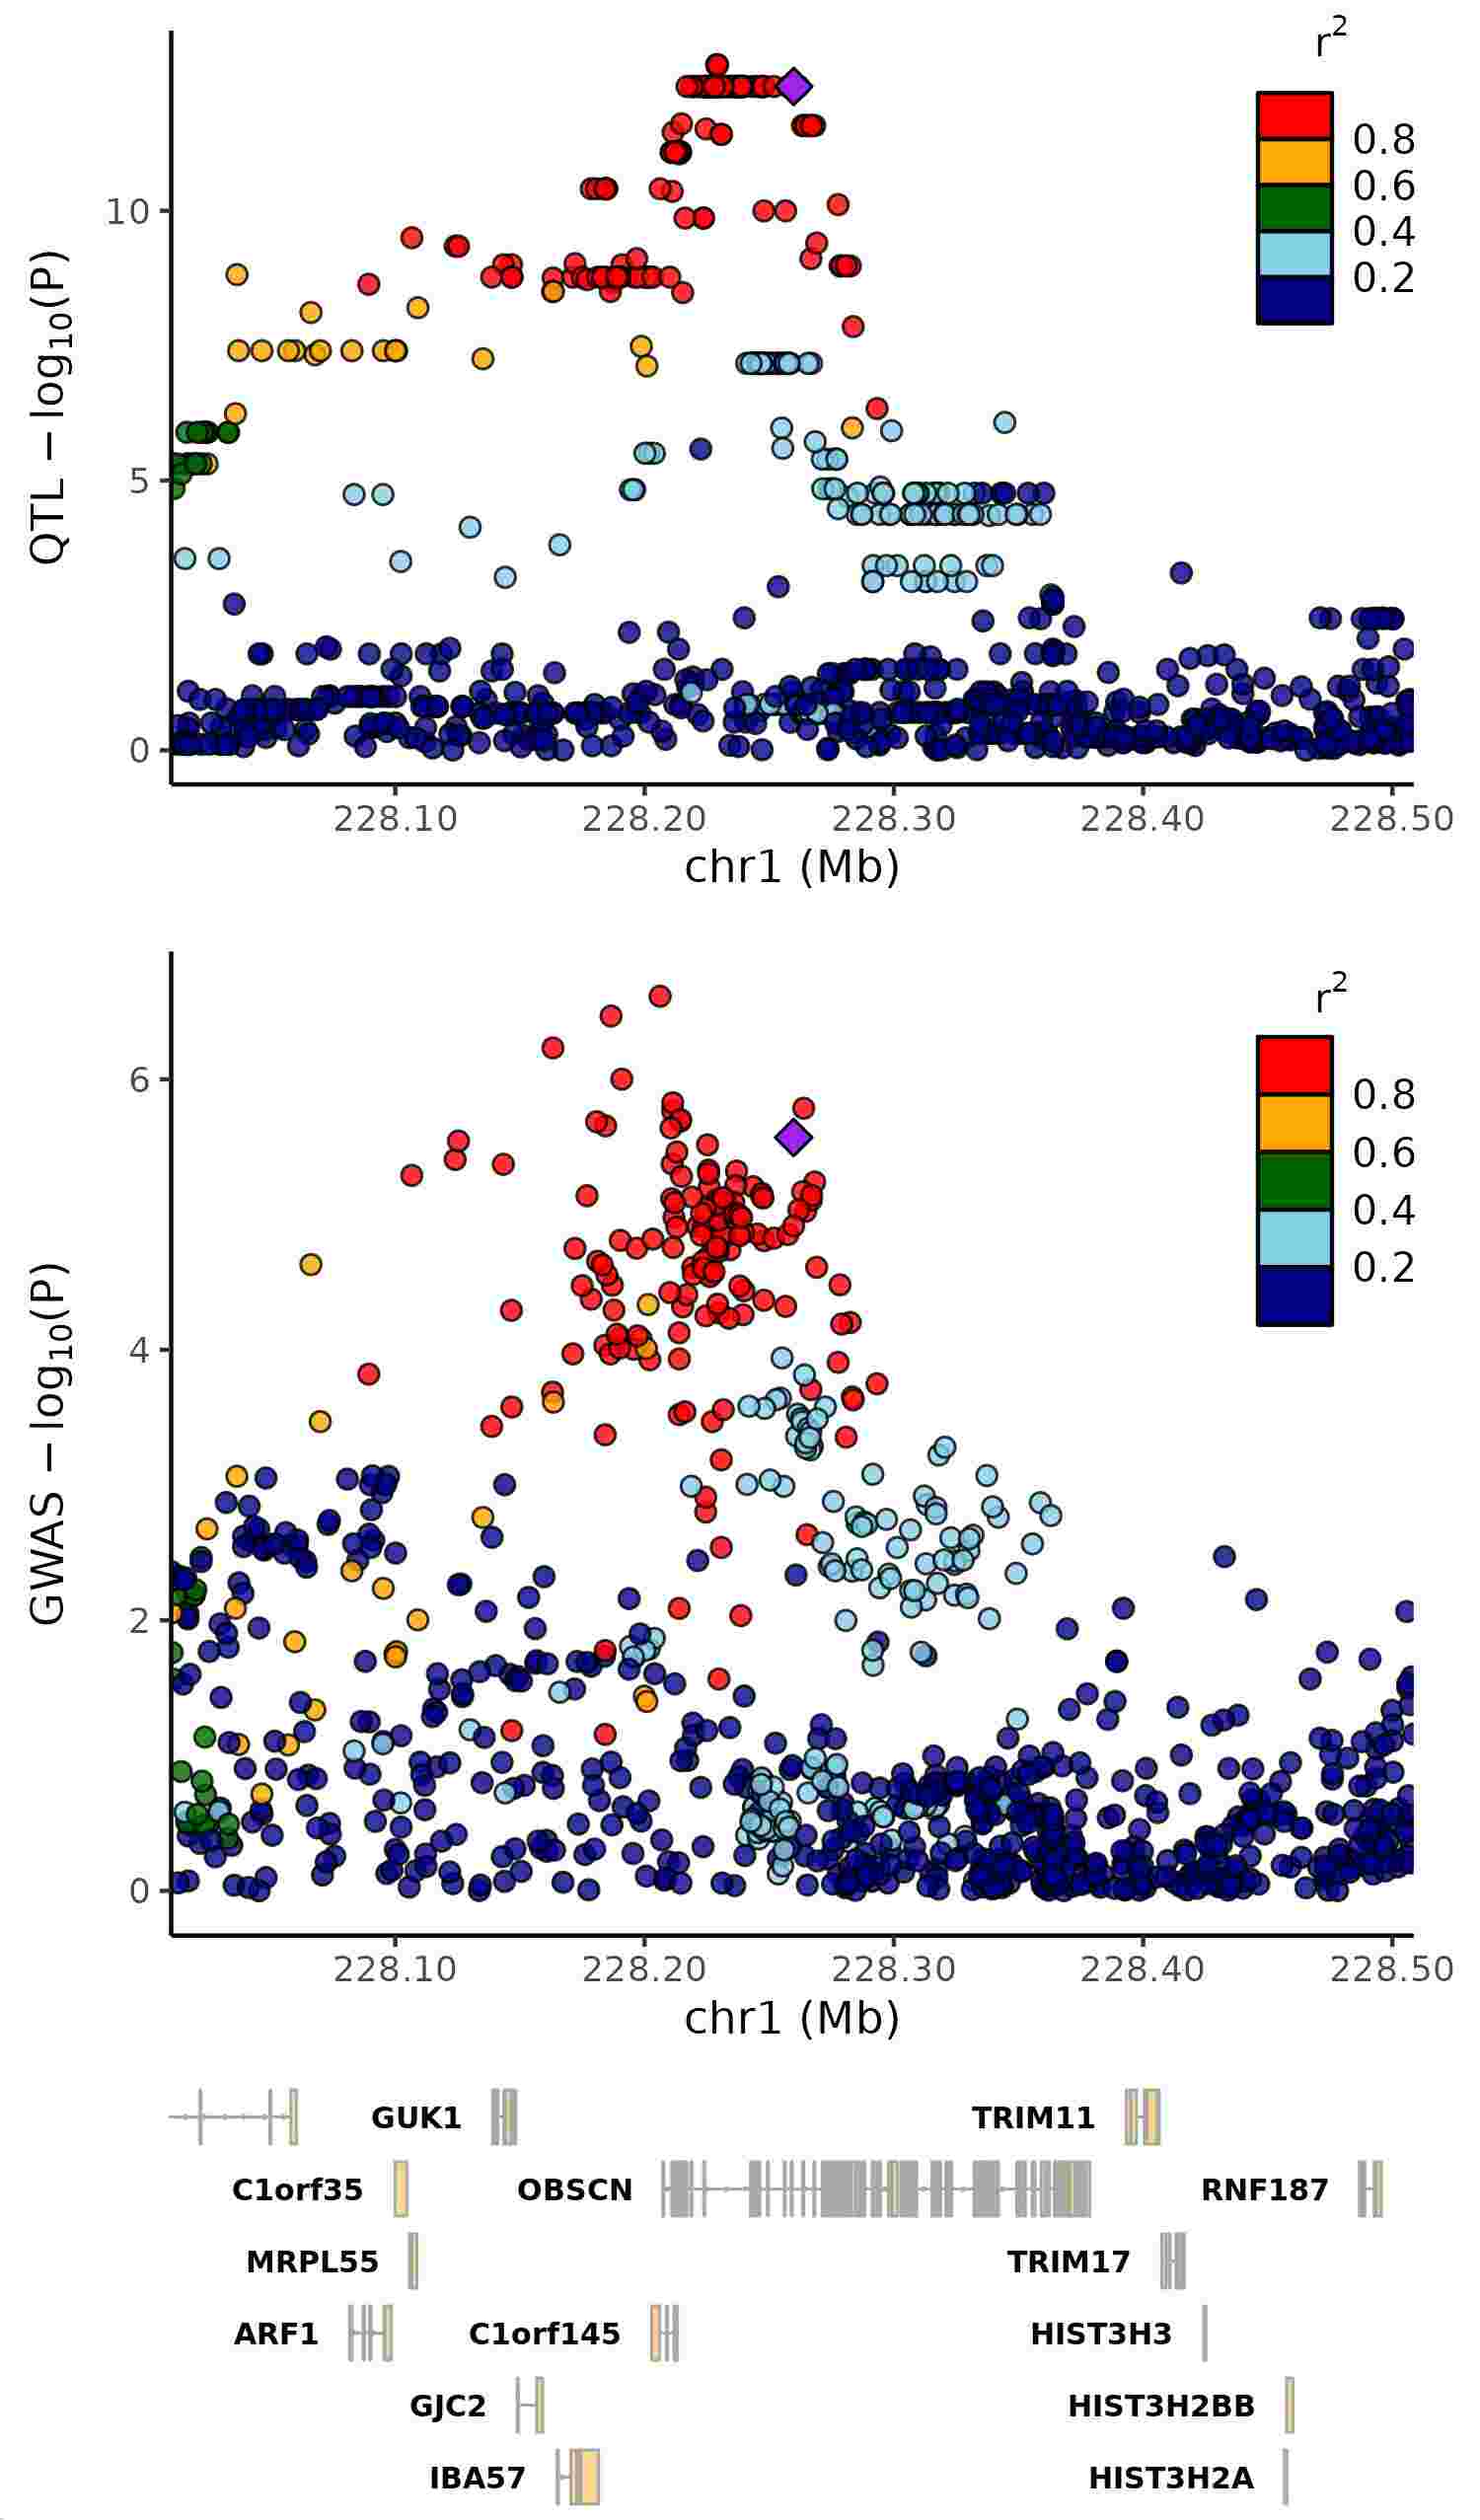 r2
0.8
0.6
0.4
0.2
10
5
0
QTL − log10(P)
228.10 228.20 228.30 228.40 228.50
chr1 (Mb)
r2
0.8
0.6
0.4
0.2
6
4
2
0
GWAS − log10(P)
228.10 228.20 228.30 228.40 228.50
chr1 (Mb)
GUK1 TRIM11
C1orf35 OBSCN RNF187
MRPL55 TRIM17
ARF1 C1orf145 HIST3H3
GJC2 HIST3H2BB
IBA57 HIST3H2A